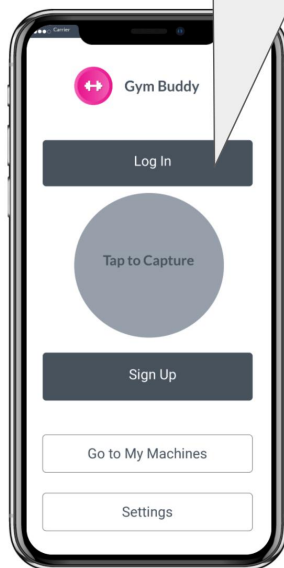 Carrier
Gym Buddy
Log In
Tap to Capture
Sign Up
Go to My Machines
Settings